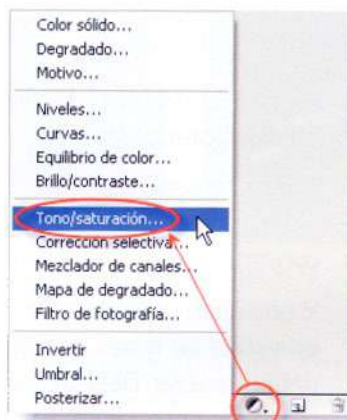 Color sólido...
Degradado...
Motivo...
Niveles...
Curvas...
Equilibrio de color...
Brillo/contraste...
Tono/saturación...
Corrección selectiva...
Mezclador de canales...
Mapa de degradado...
Filtro de fotografía...
Invertir
Umbral...
Posterizar...